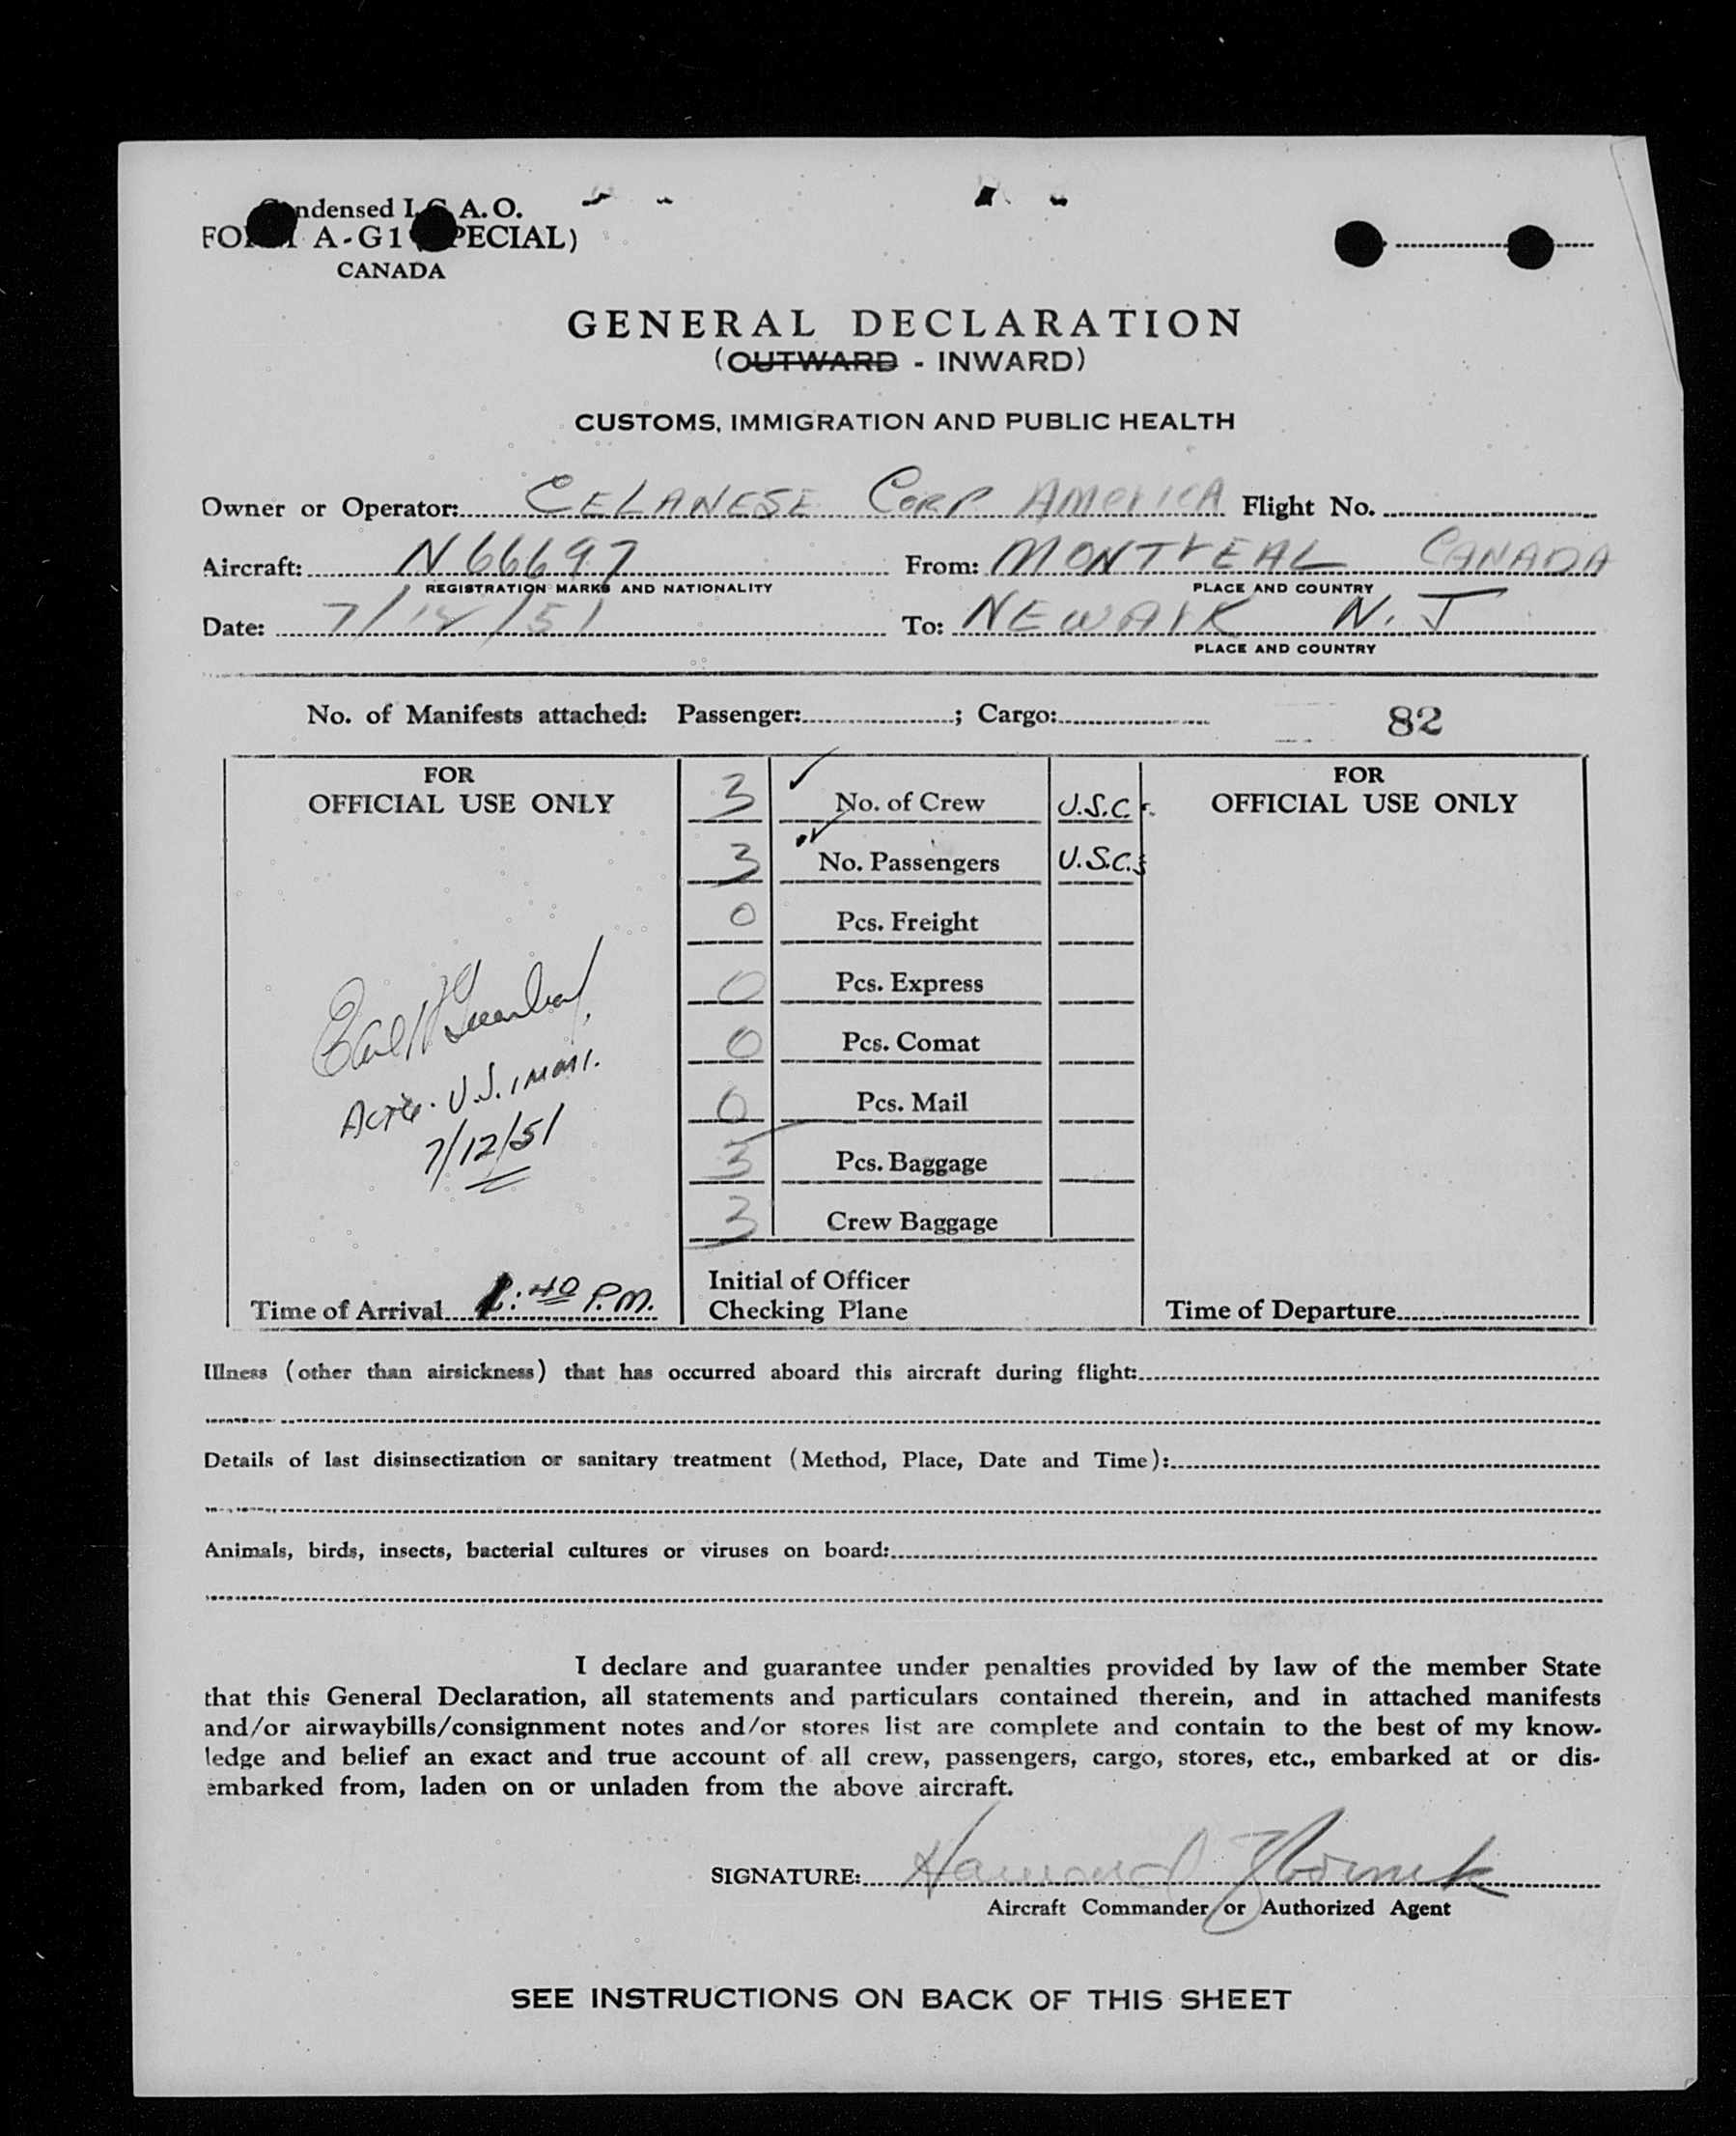 Condensed I.C.A.O.
FORM A-G1 (SPECIAL)
CANADA
GENERAL DECLARATION
(OUTWARD - INWARD)
CUSTOMS, IMMIGRATION AND PUBLIC HEALTH
Owner or Operator: CELANESE CORP AMERICA Flight No.
Aircraft: N66697 From: MONTREAL CANADA
REGISTRATION MARKS AND NATIONALITY PLACE AND COUNTRY
Date: 7/12/51 To: NEWARK N.J
PLACE AND COUNTRY
No. of Manifests attached: Passenger: ; Cargo: 82
FOR
OFFICIAL USE ONLY
7/12/51
Time of Arrival :40 P.M.
3 No. of Crew U.S.C.
3 No. Passengers U.S.C.s
0 Pcs. Freight
0 Pcs. Express
0 Pcs. Comat
0 Pcs. Mail
3 Pcs. Baggage
3 Crew Baggage
Initial of Officer
Checking Plane
FOR
OFFICIAL USE ONLY
Time of Departure
Illness (other than airsickness) that has occurred aboard this aircraft during flight:
Details of last disinsectization or sanitary treatment (Method, Place, Date and Time):
Animals, birds, insects, bacterial cultures or viruses on board:
I declare and guarantee under penalties provided by law of the member State
that this General Declaration, all statements and particulars contained therein, and in attached manifests
and/or airwaybills/consignment notes and/or stores list are complete and contain to the best of my know-
ledge and belief an exact and true account of all crew, passengers, cargo, stores, etc., embarked at or dis-
embarked from, laden on or unladen from the above aircraft.
SIGNATURE:
Aircraft Commander or Authorized Agent
SEE INSTRUCTIONS ON BACK OF THIS SHEET